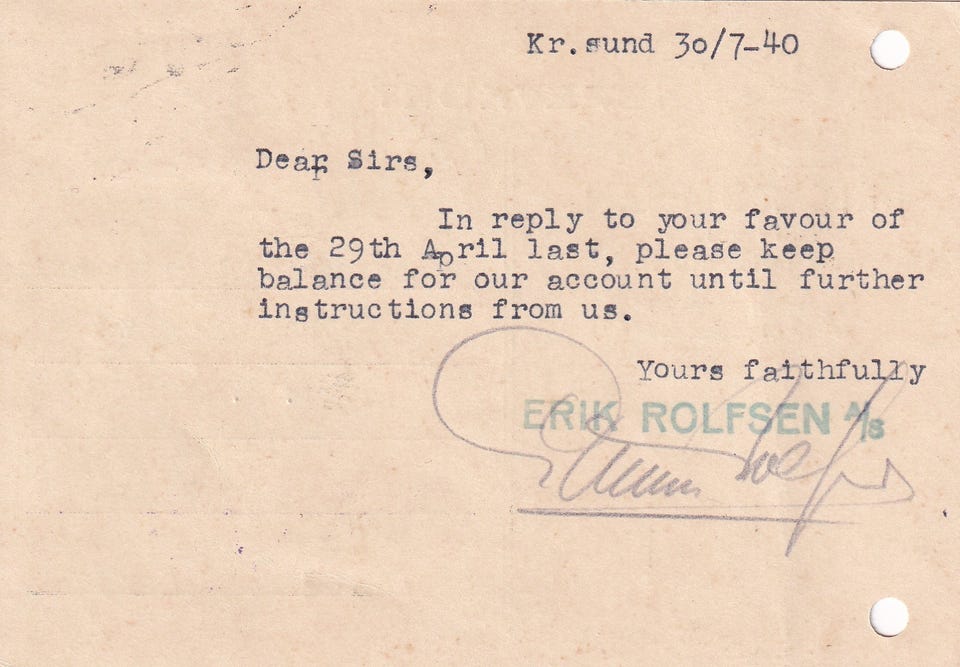 Kr.sund 30/7-40
Dear Sirs,
In reply to your favour of
the 29th April last, please keep
balance for our account until further
instructions from us.
Yours faithfully
ERIK ROLFSEN A/S